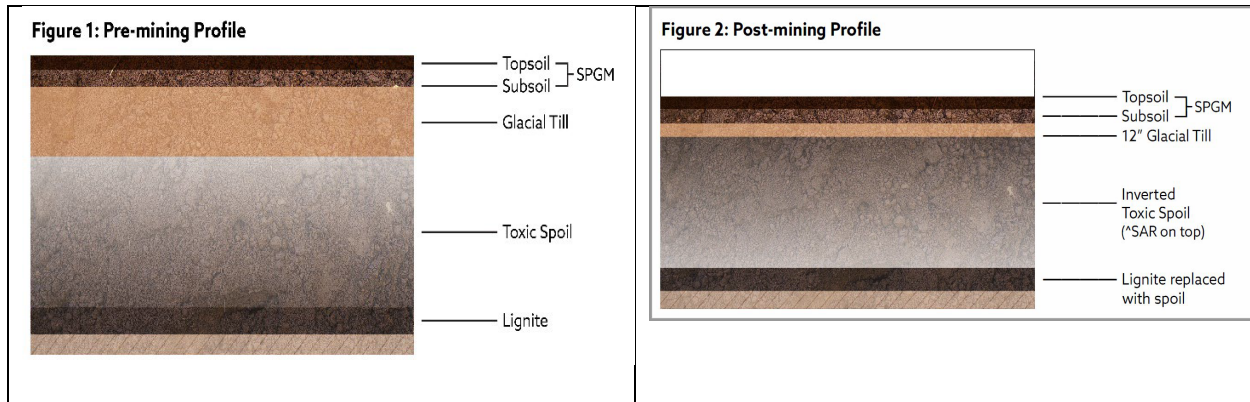 Figure 1: Pre-mining Profile
Topsoil
Subsoil
SPGM
Glacial Till
Toxic Spoil
Lignite
Figure 2: Post-mining Profile
Topsoil
Subsoil
SPGM
12" Glacial Till
Inverted
Toxic Spoil
(^SAR on top)
Lignite replaced
with spoil